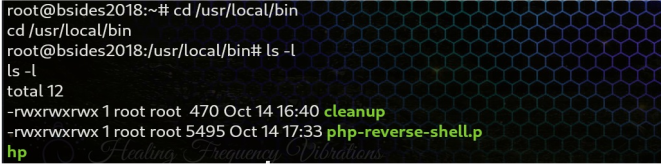 root@bsides2018:~# cd /usr/local/bin
cd /usr/local/bin
root@bsides2018:/usr/local/bin# ls -l
ls -l
total 12
-rwxrwxrwx 1 root root  470 Oct 14 16:40 cleanup
-rwxrwxrwx 1 root root 5495 Oct 14 17:33 php-reverse-shell.p
hp
Healing Frequency Vibrations